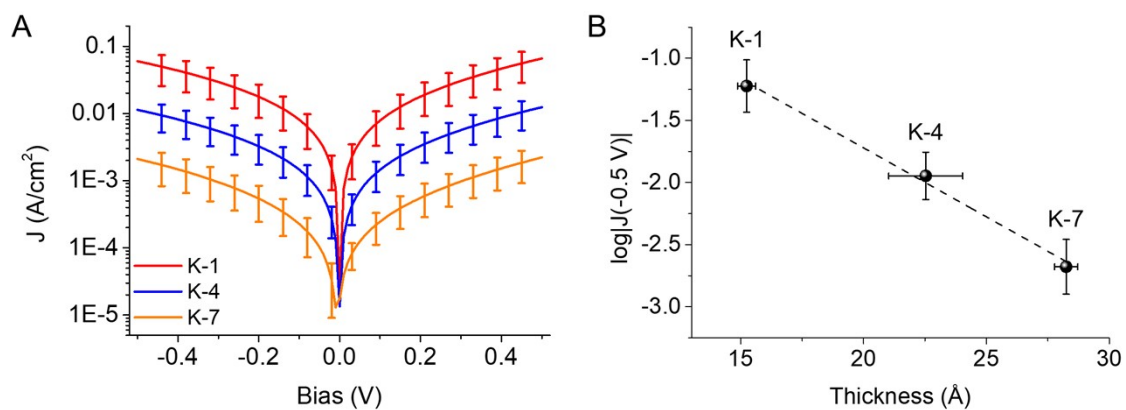 A
0.1
0.01
1E-3
1E-4
1E-5
J (A/cm²)
K-1
K-4
K-7
-0.4
-0.2
0.0
0.2
0.4
Bias (V)
B
-1.0
-1.5
-2.0
-2.5
-3.0
log|J(-0.5 V)|
K-1
K-4
K-7
15
20
25
30
Thickness (Å)